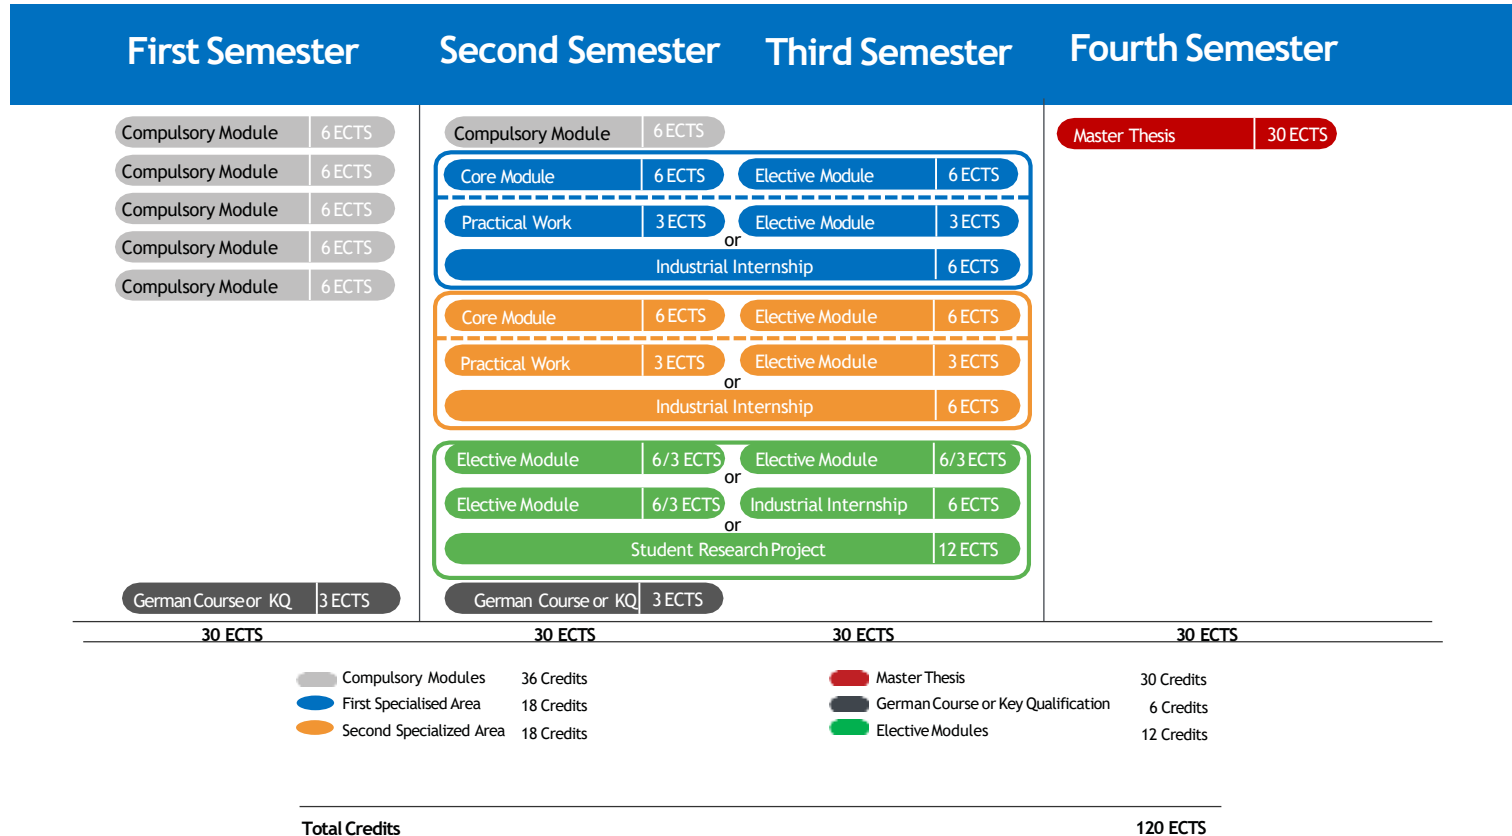 First Semester Second Semester Third Semester Fourth Semester
Compulsory Module 6 ECTS Compulsory Module 6 ECTS Master Thesis 30 ECTS
Compulsory Module 6 ECTS Core Module 6 ECTS Elective Module 6 ECTS
Compulsory Module 6 ECTS Practical Work 3 ECTS Elective Module 3 ECTS
or
Compulsory Module 6 ECTS
Industrial Internship 6 ECTS
Compulsory Module 6 ECTS
Core Module 6 ECTS Elective Module 6 ECTS
Practical Work 3 ECTS Elective Module 3 ECTS
or
Industrial Internship 6 ECTS
Elective Module 6/3 ECTS Elective Module 6/3 ECTS
or
Elective Module 6/3 ECTS Industrial Internship 6 ECTS
or
Student Research Project 12 ECTS
German Course or KQ 3 ECTS German Course or KQ 3 ECTS
30 ECTS 30 ECTS 30 ECTS 30 ECTS
Compulsory Modules 36 Credits Master Thesis 30 Credits
First Specialised Area 18 Credits German Course or Key Qualification 6 Credits
Second Specialized Area 18 Credits Elective Modules 12 Credits
Total Credits 120 ECTS